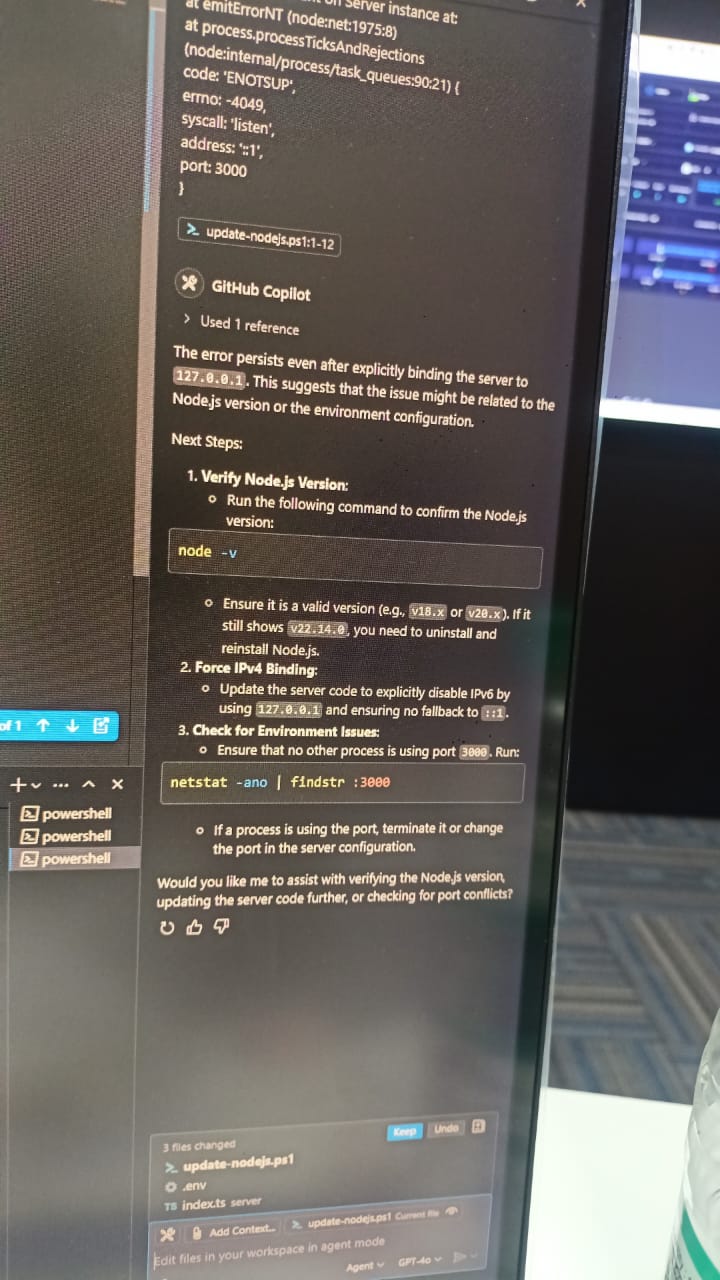 on Server instance at:
at emitErrorNT (node:net:1975:8)
at process.processTicksAndRejections
(node:internal/process/task_queues:90:21) {
code: 'ENOTSUP',
errno: -4049,
syscall: 'listen',
address: '::1',
port: 3000
}
update-nodejs.ps1:1-12
GitHub Copilot
Used 1 reference
The error persists even after explicitly binding the server to
127.0.0.1. This suggests that the issue might be related to the
Node.js version or the environment configuration.
Next Steps:
1. Verify Node.js Version:
Run the following command to confirm the Node.js
version:
node -v
Ensure it is a valid version (e.g., v18.x or v20.x). If it
still shows v22.14.0, you need to uninstall and
reinstall Node.js.
2. Force IPv4 Binding:
Update the server code to explicitly disable IPv6 by
using 127.0.0.1 and ensuring no fallback to ::1.
3. Check for Environment Issues:
Ensure that no other process is using port 3000. Run:
netstat -ano | findstr :3000
If a process is using the port, terminate it or change
the port in the server configuration.
Would you like me to assist with verifying the Node.js version,
updating the server code further, or checking for port conflicts?
of 1
powershell
powershell
powershell
3 files changed
Keep Undo
update-nodejs.ps1
.env
TS index.ts server
Add Context... update-nodejs.ps1 Current file
Edit files in your workspace in agent mode
Agent GPT-4o